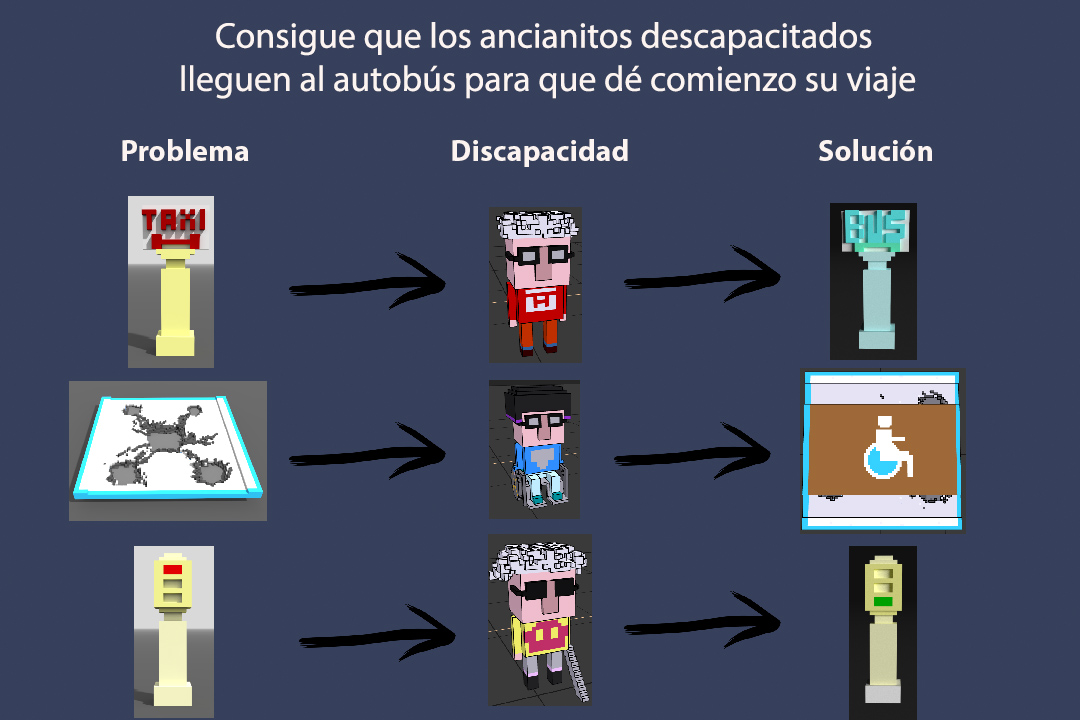 Consigue que los ancianitos descapacitados
lleguen al autobús para que dé comienzo su viaje
Problema Discapacidad Solución
TAXI
BUS